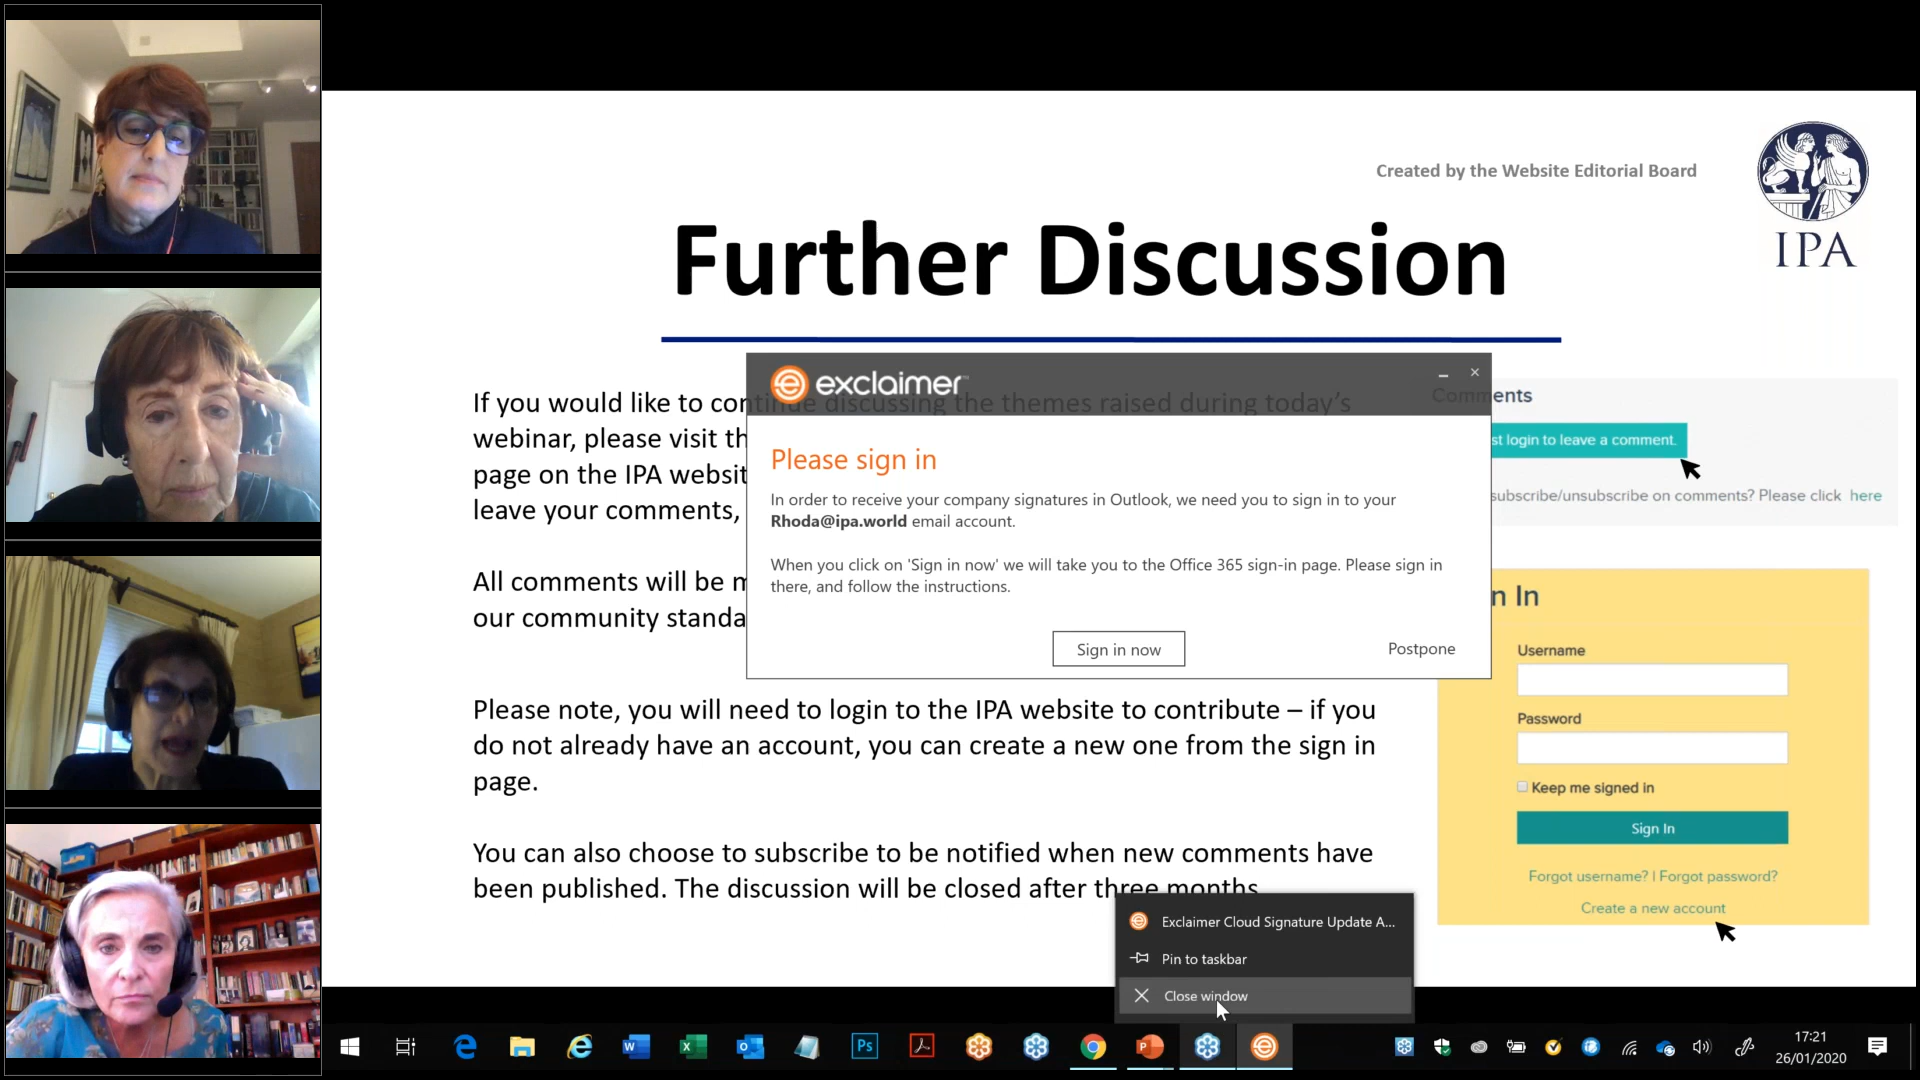 Created by the Website Editorial Board
IPA
Further Discussion
exclaimer
If you would like to continue discussing the themes raised during today's
webinar, please visit th
page on the IPA websit
leave your comments,
All comments will be m
our community standa
Please sign in
In order to receive your company signatures in Outlook, we need you to sign in to your
Rhoda@ipa.world email account.
When you click on 'Sign in now' we will take you to the Office 365 sign-in page. Please sign in
there, and follow the instructions.
Sign in now
Postpone
Comments
st login to leave a comment.
subscribe/unsubscribe on comments? Please click here
n In
Username
Password
Keep me signed in
Sign In
Forgot username? | Forgot password?
Create a new account
Please note, you will need to login to the IPA website to contribute – if you
do not already have an account, you can create a new one from the sign in
page.
You can also choose to subscribe to be notified when new comments have
been published. The discussion will be closed after three months
Exclaimer Cloud Signature Update A...
Pin to taskbar
Close window
17:21
26/01/2020